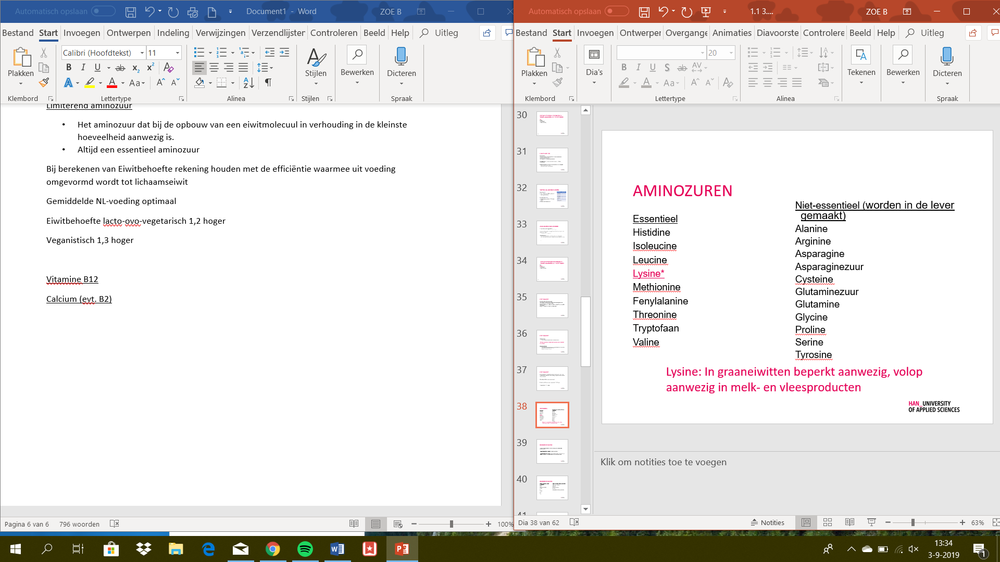 Automatisch opslaan
Document1 - Word
ZOE B
Bestand Start Invoegen Ontwerpen Indeling Verwijzingen Verzendlijster Controleren Beeld Help Uitleg
Calibri (Hoofdtekst) 11
Plakken
B I U ab x₂ x²
A A Aa A A
Stijlen
Bewerken
Dicteren
Klembord Lettertype Alinea Stijlen Spraak
Limiterend aminozuur
• Het aminozuur dat bij de opbouw van een eiwitmolecuul in verhouding in de kleinste
hoeveelheid aanwezig is.
• Altijd een essentieel aminozuur
Bij berekenen van Eiwitbehoefte rekening houden met de efficiëntie waarmee uit voeding
omgevormd wordt tot lichaamseiwit
Gemiddelde NL-voeding optimaal
Eiwitbehoefte lacto-ovo-vegetarisch 1,2 hoger
Veganistisch 1,3 hoger
Vitamine B12
Calcium (evt. B2)
Pagina 6 van 6 796 woorden
100%
Automatisch opslaan
1.1 3....
ZOE B
Bestand Start Invoegen Ontwerper Overgange Animaties Diavoorste Controlere Beeld Help Uitleg
20
Plakken
Dia's
B I U S ab AV
A Aa A A
Tekenen
Bewerken
Dicteren
Klembord Lettertype Alinea Spraak
30
31
32
33
34
35
36
37
38
39
40
41
AMINOZUREN
Essentieel
Histidine
Isoleucine
Leucine
Lysine*
Methionine
Fenylalanine
Threonine
Tryptofaan
Valine
Niet-essentieel (worden in de lever
gemaakt)
Alanine
Arginine
Asparagine
Asparaginezuur
Cysteine
Glutaminezuur
Glutamine
Glycine
Proline
Serine
Tyrosine
Lysine: In graaneiwitten beperkt aanwezig, volop
aanwezig in melk- en vleesproducten
HAN_UNIVERSITY
OF APPLIED SCIENCES
Klik om notities toe te voegen
Dia 38 van 62
Notities
63%
13:34
3-9-2019
1